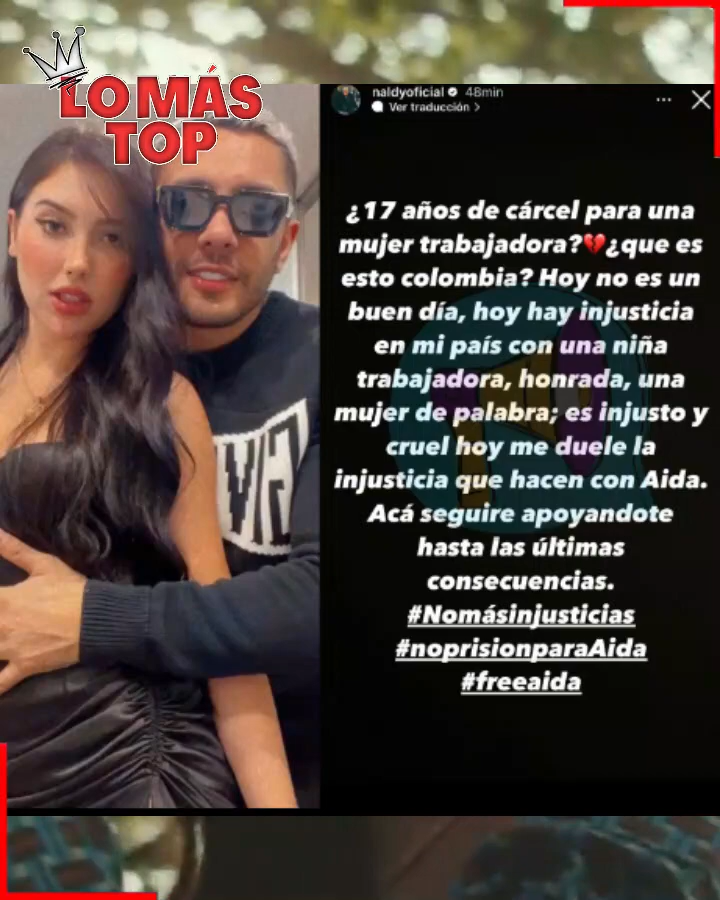 LO MÁS
TOP
naldyoficial 48min
Ver traducción >
¿17 años de cárcel para una
mujer trabajadora?💔¿que es
esto colombia? Hoy no es un
buen día, hoy hay injusticia
en mi país con una niña
trabajadora, honrada, una
mujer de palabra; es injusto y
cruel hoy me duele la
injusticia que hacen con Aida.
Acá seguire apoyandote
hasta las últimas
consecuencias.
#Nomásinjusticias
#noprisionparaAida
#freeaida